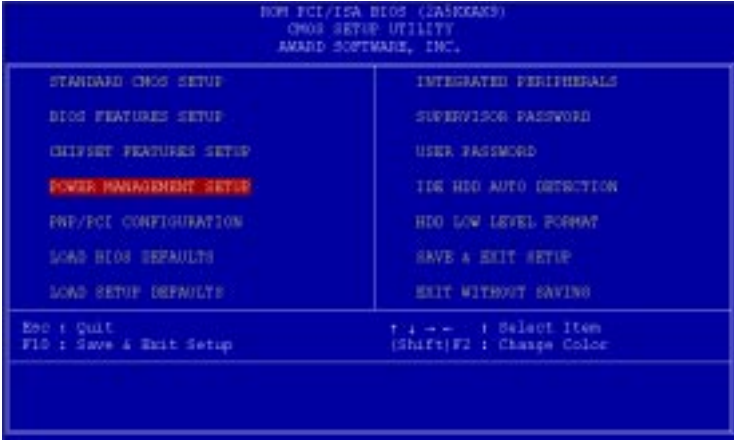 ROM PCI/ISA BIOS
CMOS SETUP UTILITY
AWARD SOFTWARE, INC.
STANDARD CMOS SETUP
BIOS FEATURES SETUP
CHIPSET FEATURES SETUP
POWER MANAGEMENT SETUP
PNP/PCI CONFIGURATION
LOAD BIOS DEFAULTS
LOAD SETUP DEFAULTS
INTEGRATED PERIPHERALS
SUPERVISOR PASSWORD
USER PASSWORD
IDE HDD AUTO DETECTION
HDD LOW LEVEL FORMAT
SAVE & EXIT SETUP
EXIT WITHOUT SAVING
Esc : Quit
F10 : Save & Exit Setup
↑ ↓ → ← : Select Item
(Shift)F2 : Change Color